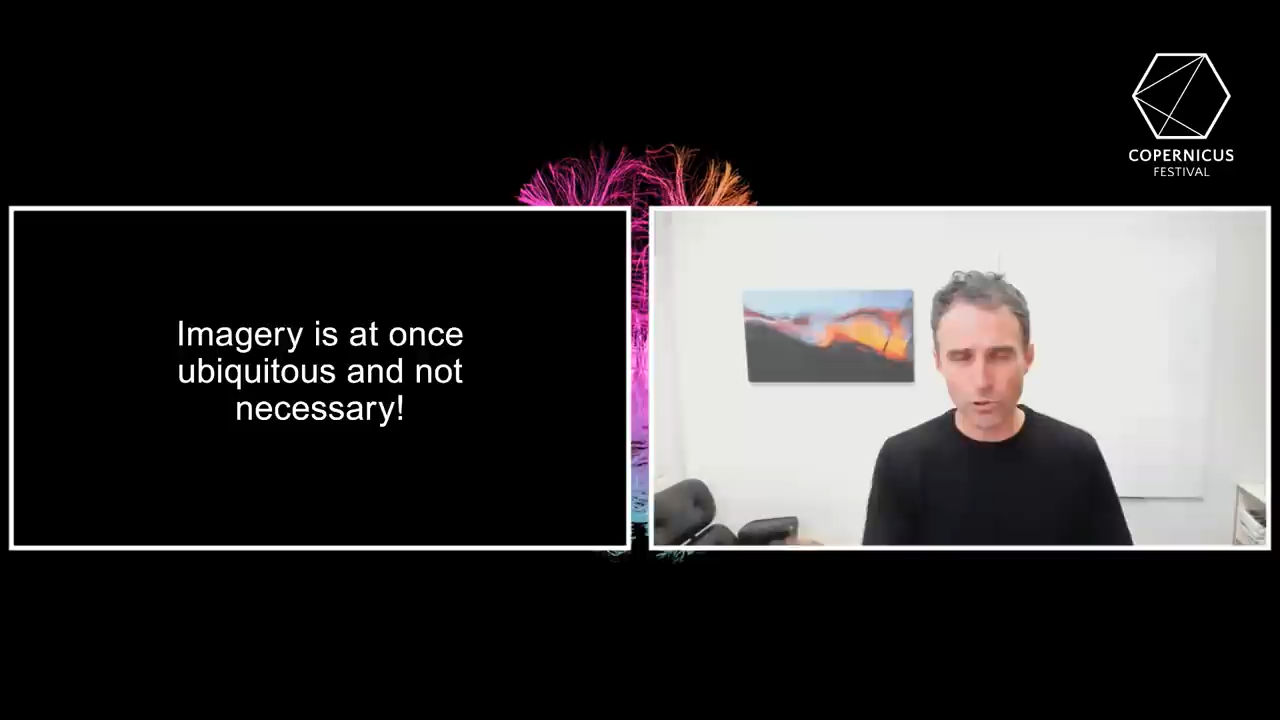 COPERNICUS
FESTIVAL
Imagery is at once
ubiquitous and not
necessary!